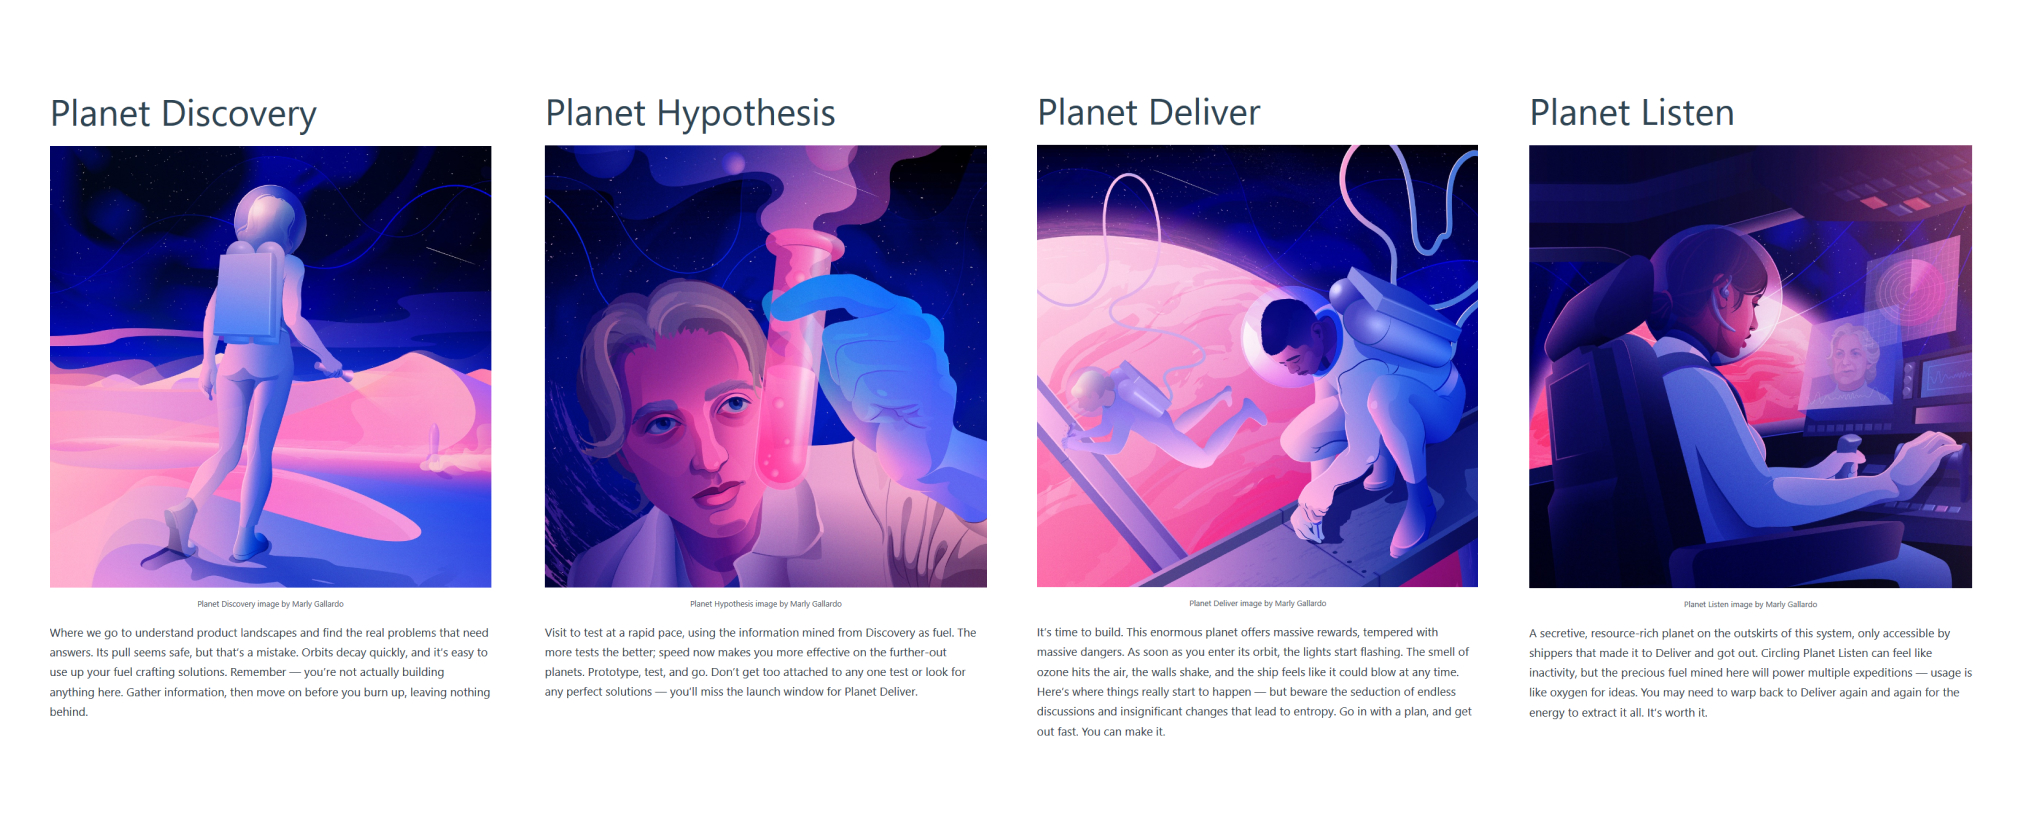 Planet Discovery
Planet Discovery image by Marly Gallardo
Where we go to understand product landscapes and find the real problems that need
answers. Its pull seems safe, but that's a mistake. Orbits decay quickly, and it's easy to
use up your fuel crafting solutions. Remember — you're not actually building
anything here. Gather information, then move on before you burn up, leaving nothing
behind.
Planet Hypothesis
Planet Hypothesis image by Marly Gallardo
Visit to test at a rapid pace, using the information mined from Discovery as fuel. The
more tests the better; speed now makes you more effective on the further-out
planets. Prototype, test, and go. Don't get too attached to any one test or look for
any perfect solutions — you'll miss the launch window for Planet Deliver.
Planet Deliver
Planet Deliver image by Marly Gallardo
It's time to build. This enormous planet offers massive rewards, tempered with
massive dangers. As soon as you enter its orbit, the lights start flashing. The smell of
ozone hits the air, the walls shake, and the ship feels like it could blow at any time.
Here's where things really start to happen — but beware the seduction of endless
discussions and insignificant changes that lead to entropy. Go in with a plan, and get
out fast. You can make it.
Planet Listen
Planet Listen image by Marly Gallardo
A secretive, resource-rich planet on the outskirts of this system, only accessible by
shippers that made it to Deliver and got out. Circling Planet Listen can feel like
inactivity, but the precious fuel mined here will power multiple expeditions — usage is
like oxygen for ideas. You may need to warp back to Deliver again and again for the
energy to extract it all. It's worth it.